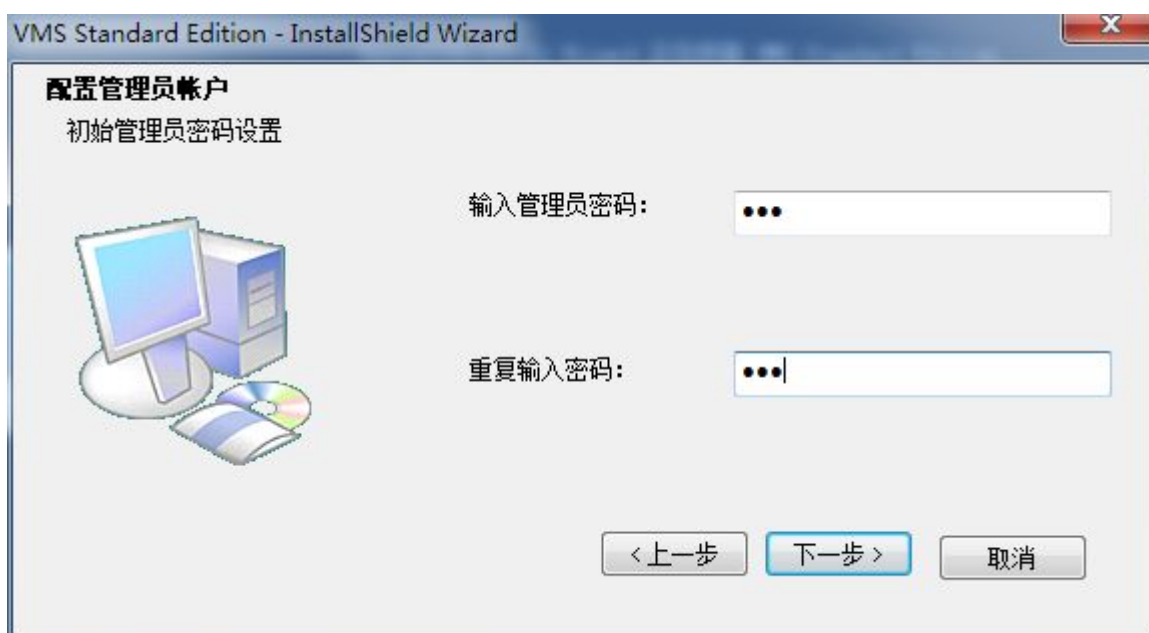 VMS Standard Edition - InstallShield Wizard
配置管理员帐户
初始管理员密码设置
输入管理员密码： •••
重复输入密码： •••
<上一步 下一步> 取消